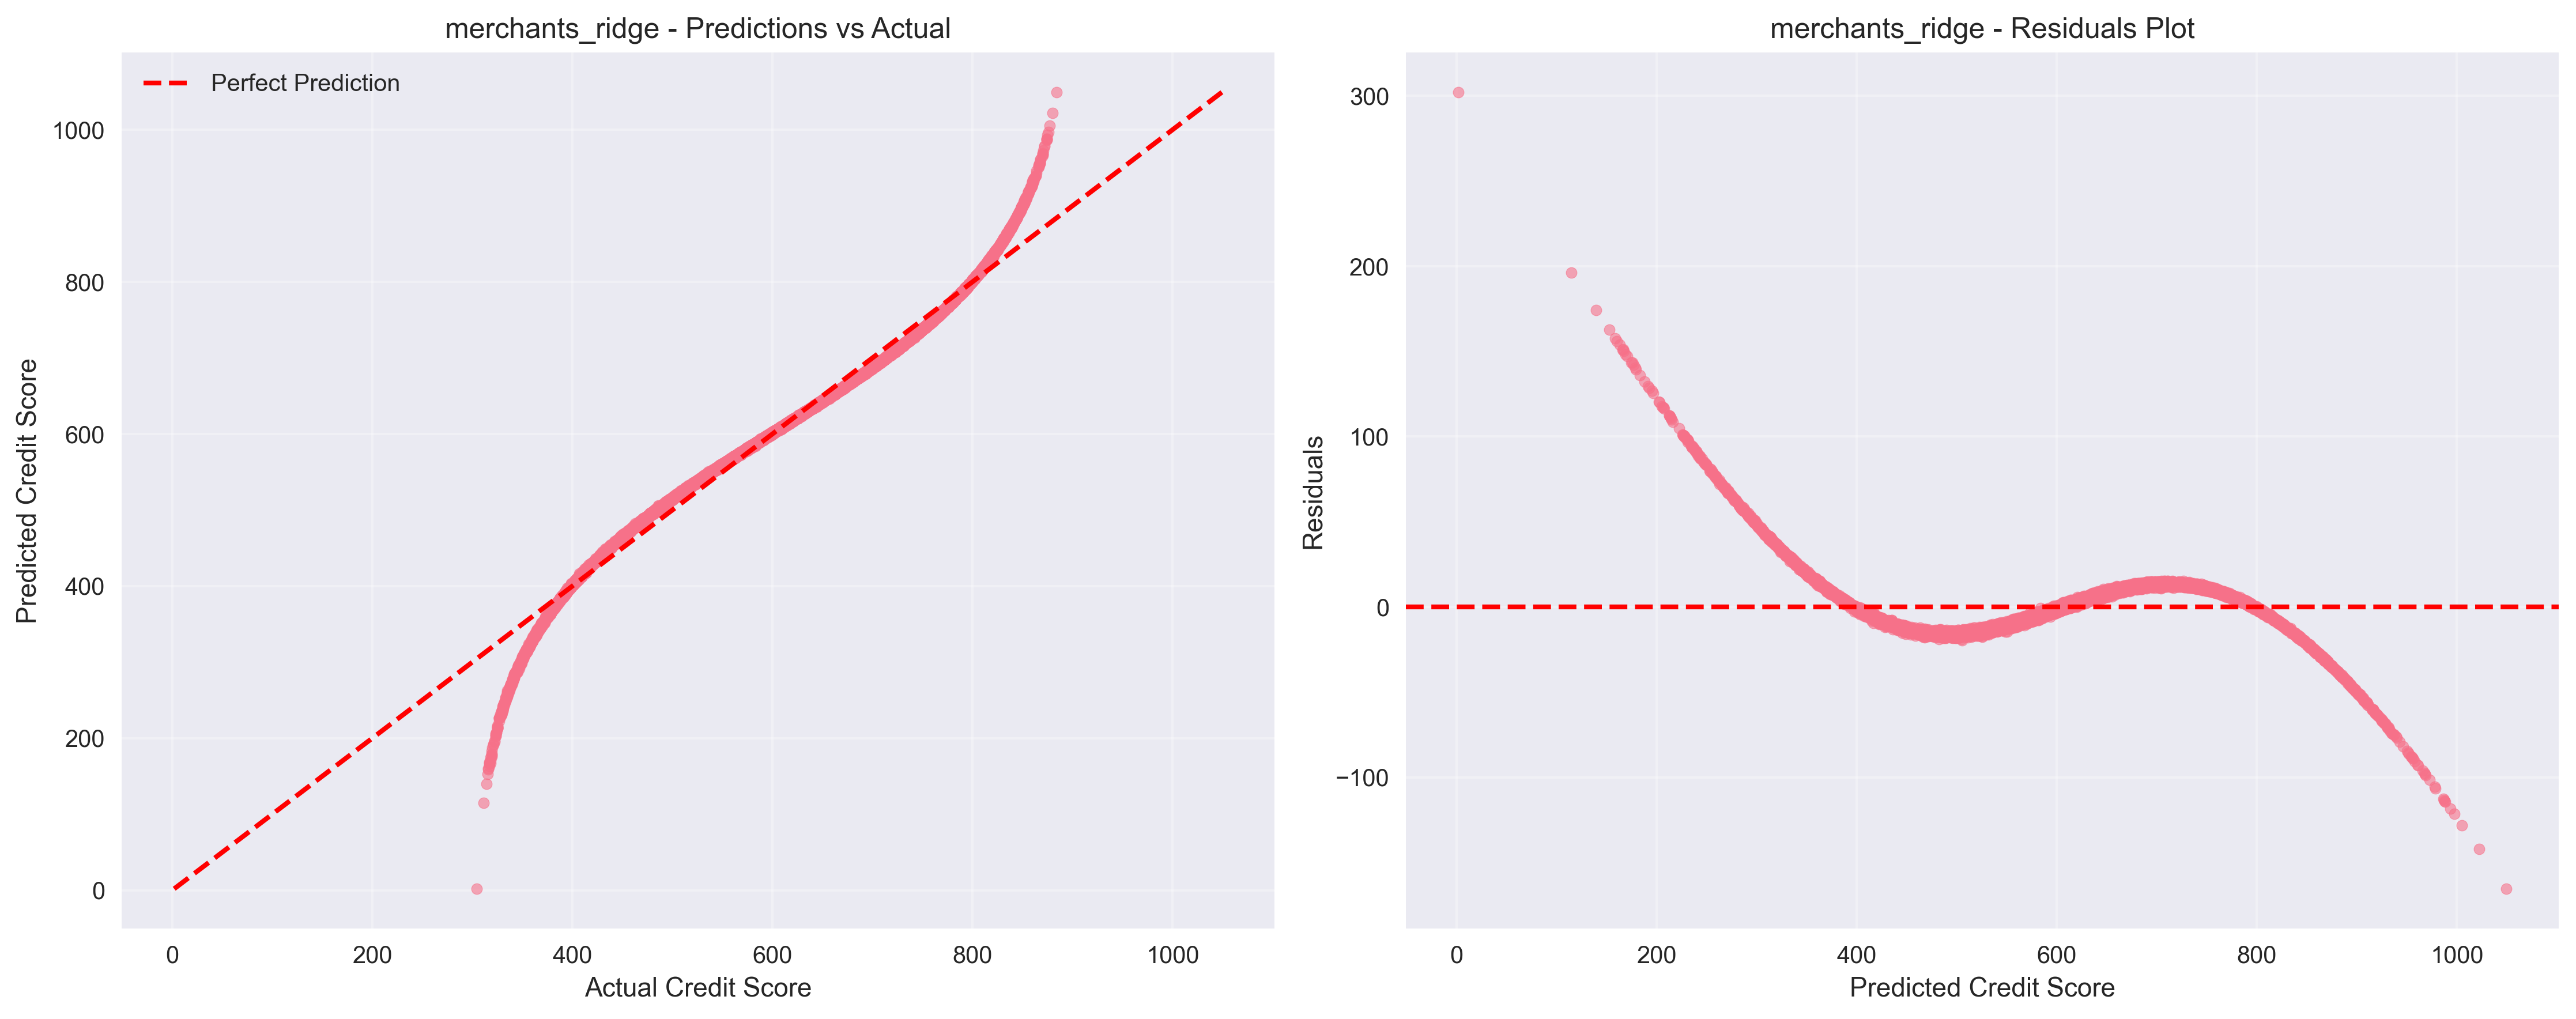 merchants_ridge - Predictions vs Actual
Perfect Prediction
1000
800
600
400
200
0
Predicted Credit Score
0 200 400 600 800 1000
Actual Credit Score
merchants_ridge - Residuals Plot
300
200
100
0
−100
Residuals
0 200 400 600 800 1000
Predicted Credit Score